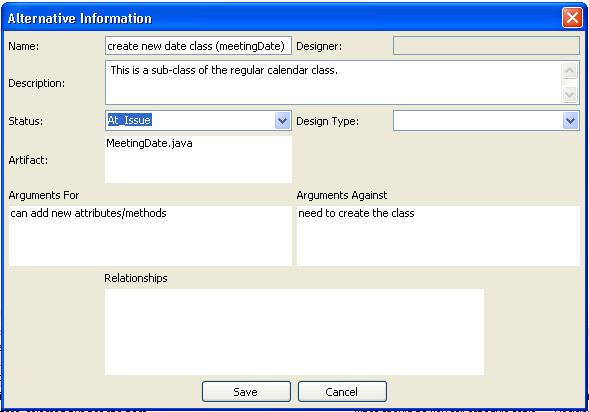 Alternative Information
Name: create new date class (meetingDate) Designer:
Description: This is a sub-class of the regular calendar class.
Status: At_Issue Design Type:
Artifact: MeetingDate.java
Arguments For Arguments Against
can add new attributes/methods need to create the class
Relationships
Save Cancel